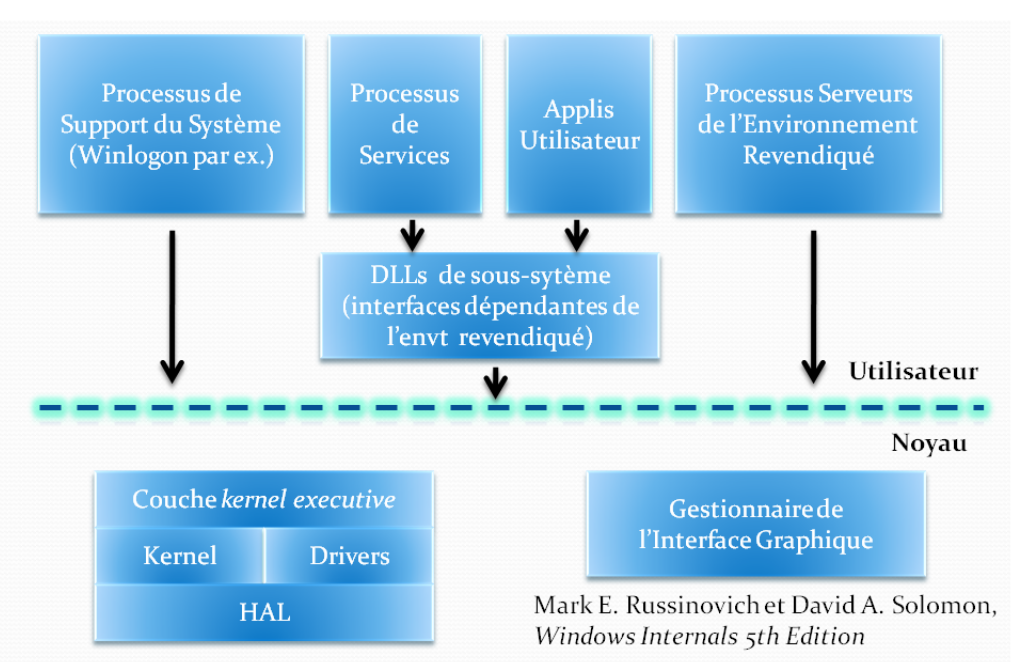 Processus de
Support du Système
(Winlogon par ex.)
Processus
de
Services
Applis
Utilisateur
Processus Serveurs
de l'Environnement
Revendiqué
DLLs de sous-sytème
(interfaces dépendantes de
l'envt revendiqué)
Utilisateur
Noyau
Couche kernel executive
Kernel
Drivers
HAL
Gestionnaire de
l'Interface Graphique
Mark E. Russinovich et David A. Solomon,
Windows Internals 5th Edition